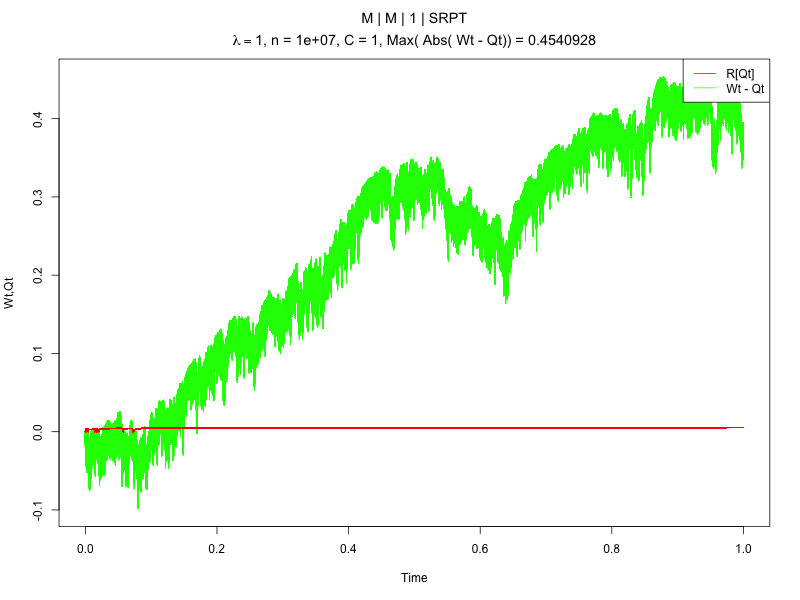 M | M | 1 | SRPT
λ = 1, n = 1e+07, C = 1, Max( Abs( Wt - Qt)) = 0.4540928
R[Qt]
Wt - Qt
0.4
0.3
0.2
0.1
0.0
-0.1
Wt,Qt
0.0 0.2 0.4 0.6 0.8 1.0
Time